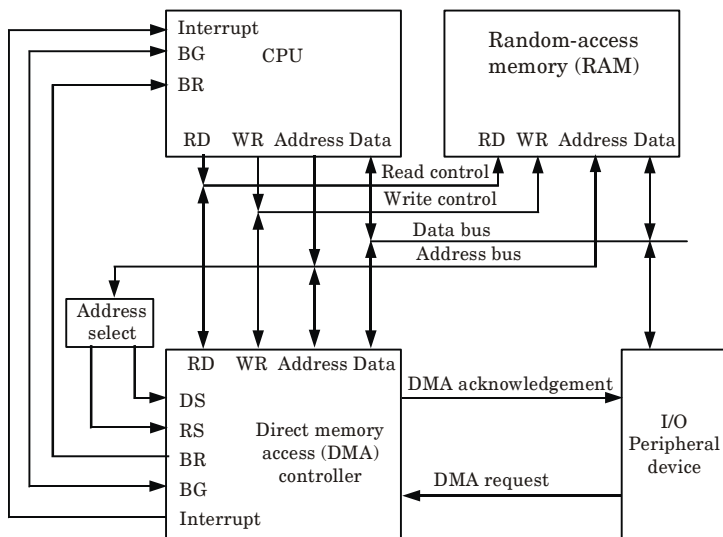 Interrupt
BG
CPU
BR
RD WR Address Data
Random-access
memory (RAM)
RD WR Address Data
Read control
Write control
Data bus
Address bus
Address
select
RD WR Address Data
DS
RS
BR
BG
Interrupt
Direct memory
access (DMA)
controller
DMA acknowledgement
DMA request
I/O
Peripheral
device